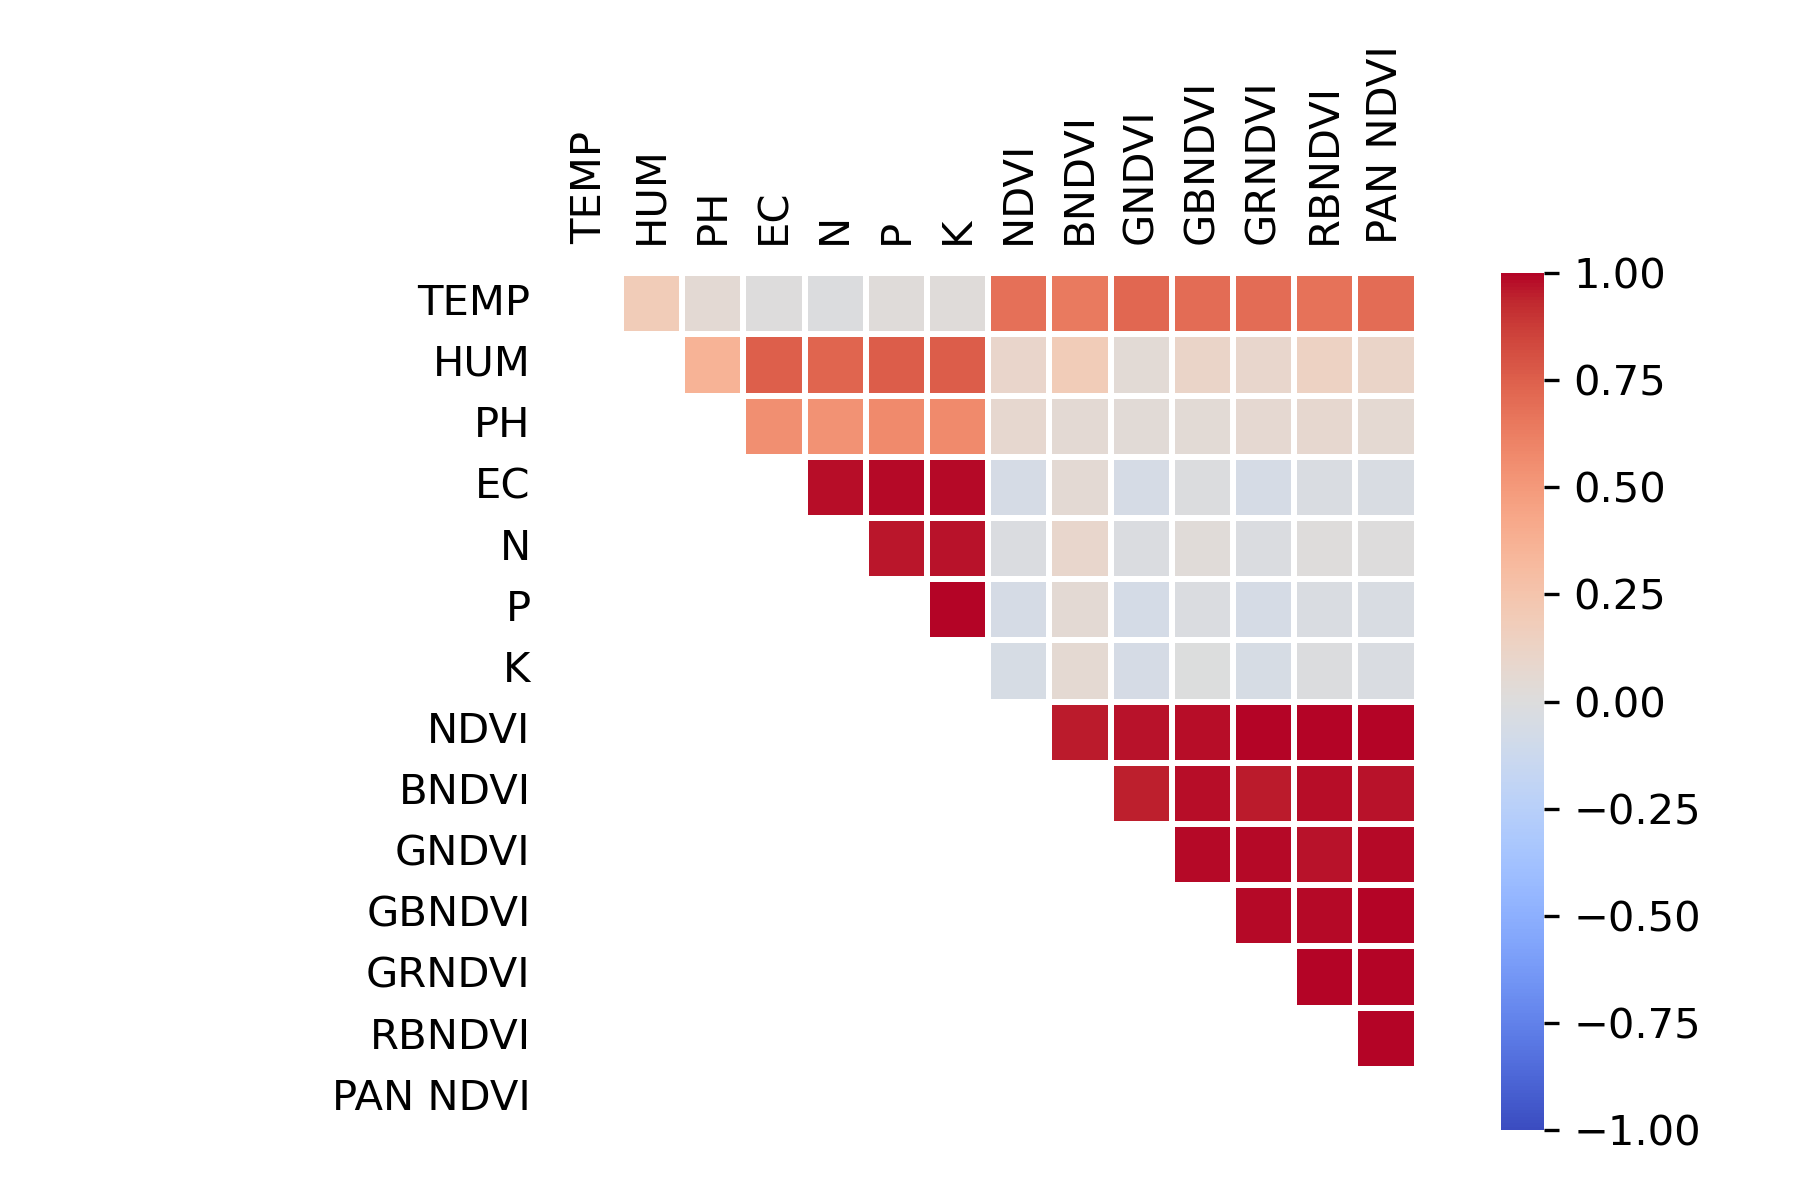 TEMP
HUM
PH
EC
N
P
K
NDVI
BNDVI
GNDVI
GBNDVI
GRNDVI
RBNDVI
PAN NDVI
TEMP
HUM
PH
EC
N
P
K
NDVI
BNDVI
GNDVI
GBNDVI
GRNDVI
RBNDVI
PAN NDVI
1.00
0.75
0.50
0.25
0.00
−0.25
−0.50
−0.75
−1.00